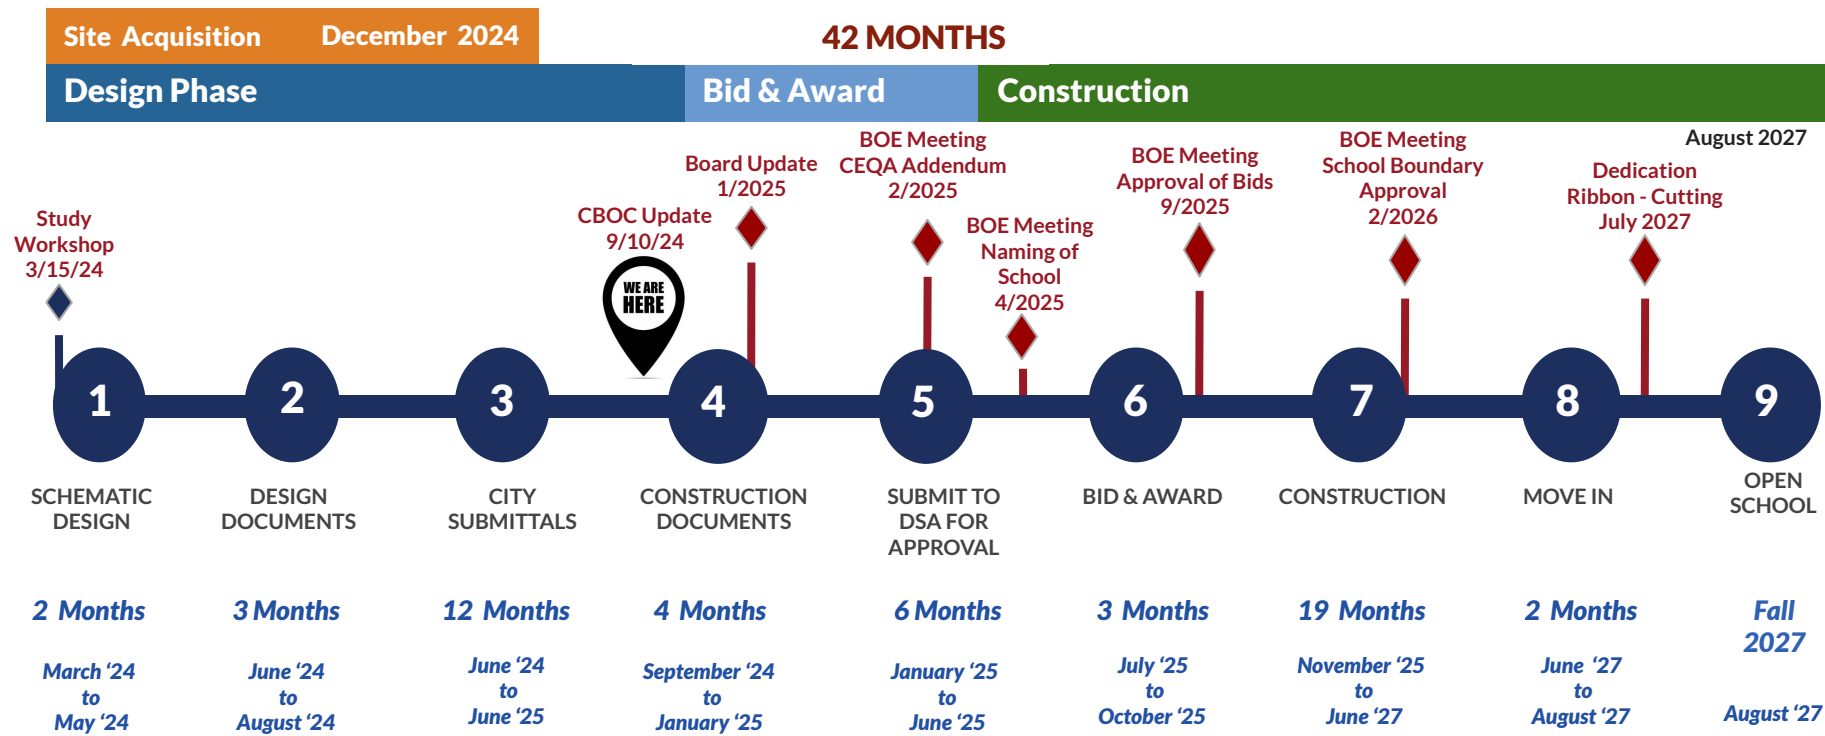 Site Acquisition December 2024
42 MONTHS
Design Phase
Bid & Award
Construction
August 2027
Study
Workshop
3/15/24
CBOC Update
9/10/24
WE ARE
HERE
Board Update
1/2025
BOE Meeting
CEQA Addendum
2/2025
BOE Meeting
Naming of
School
4/2025
BOE Meeting
Approval of Bids
9/2025
BOE Meeting
School Boundary
Approval
2/2026
Dedication
Ribbon - Cutting
July 2027
1
2
3
4
5
6
7
8
9
SCHEMATIC
DESIGN
DESIGN
DOCUMENTS
CITY
SUBMITTALS
CONSTRUCTION
DOCUMENTS
SUBMIT TO
DSA FOR
APPROVAL
BID & AWARD
CONSTRUCTION
MOVE IN
OPEN
SCHOOL
2 Months
3 Months
12 Months
4 Months
6 Months
3 Months
19 Months
2 Months
Fall
2027
March ‘24
to
May ‘24
June ‘24
to
August ‘24
June ‘24
to
June ‘25
September ‘24
to
January ‘25
January ‘25
to
June ‘25
July ‘25
to
October ‘25
November ‘25
to
June ‘27
June ‘27
to
August ‘27
August ‘27